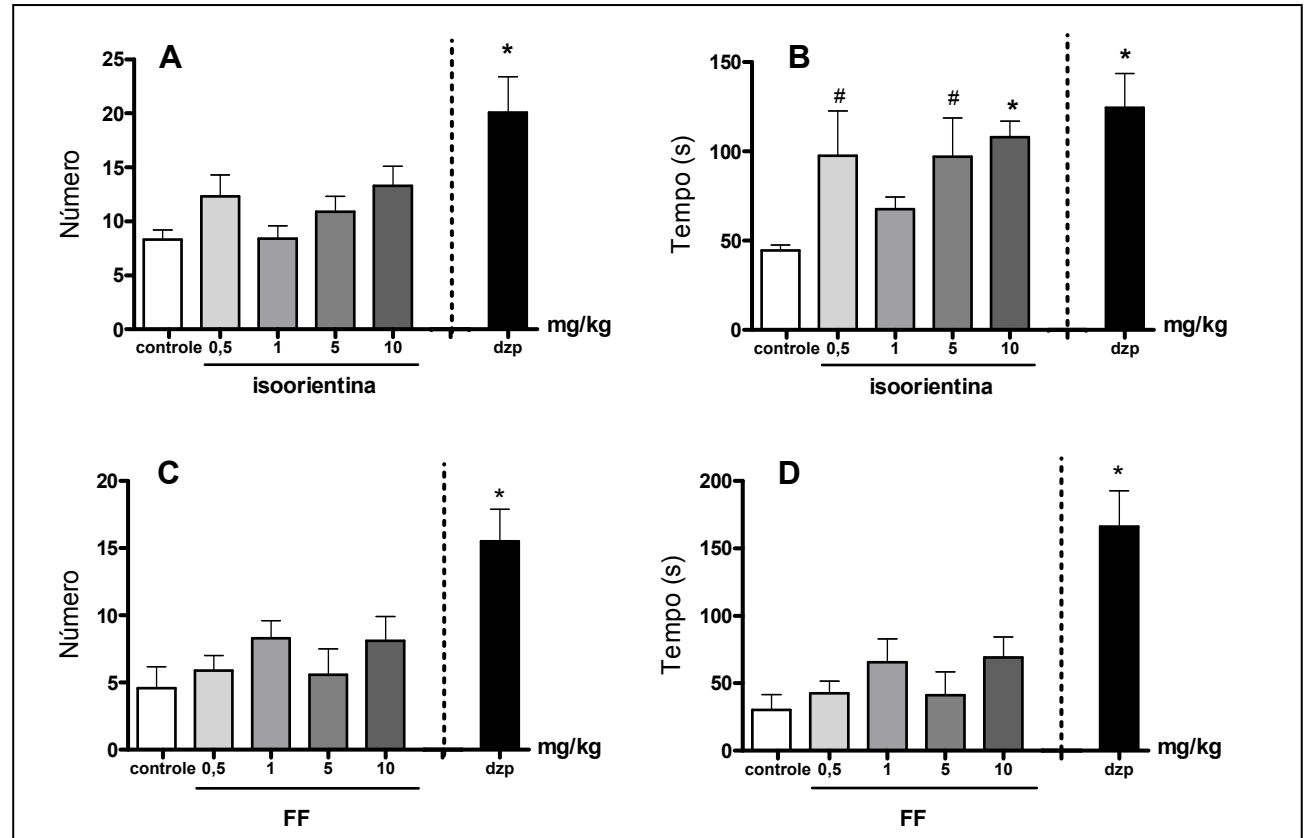 A
25
20
15
10
5
0
Número
*
controle 0,5 1 5 10 dzp
mg/kg
isoorientina
B
150
100
50
0
Tempo (s)
# # * *
controle 0,5 1 5 10 dzp
mg/kg
isoorientina
C
20
15
10
5
0
Número
*
controle 0,5 1 5 10 dzp
mg/kg
FF
D
200
150
100
50
0
Tempo (s)
*
controle 0,5 1 5 10 dzp
mg/kg
FF